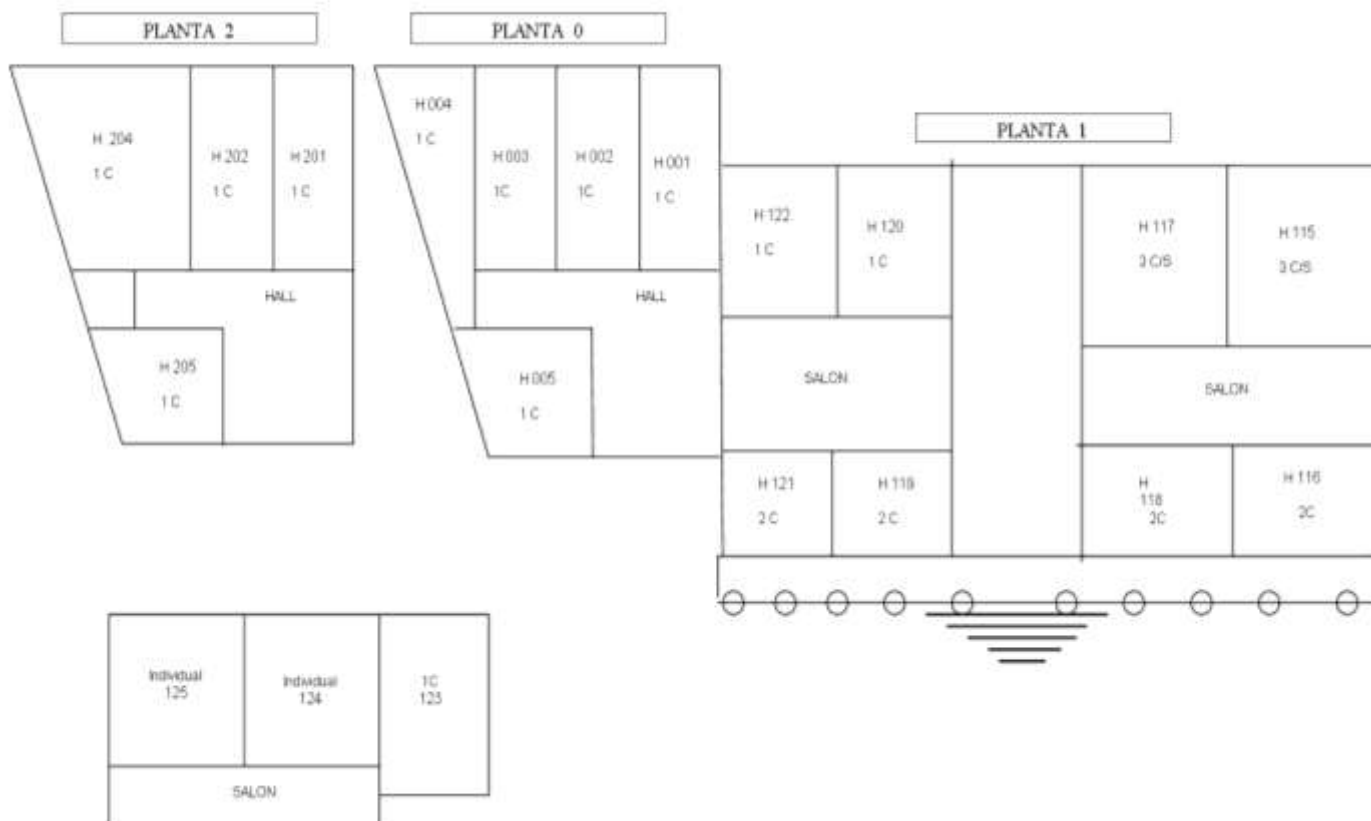 PLANTA 2
H 204
1 C
H 202
1 C
H 201
1 C
HALL
H 205
1 C
PLANTA 0
H 004
1 C
H 003
1C
H 002
1C
H 001
1 C
HALL
H 005
1 C
PLANTA 1
H 122
1 C
H 120
1 C
H 117
3 C/S
H 115
3 C/S
SALON
SALON
H 121
2 C
H 119
2 C
H
118
2C
H 116
2C
Individual
125
Individual
124
1C
123
SALON